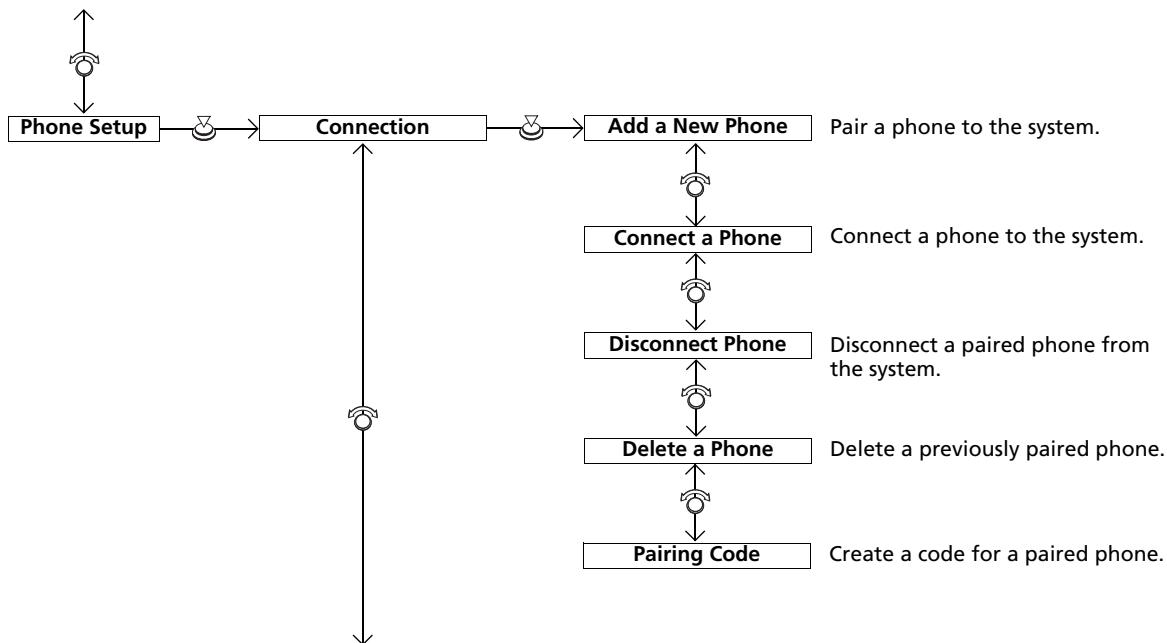 Phone Setup
Connection
Add a New Phone
Pair a phone to the system.
Connect a Phone
Connect a phone to the system.
Disconnect Phone
Disconnect a paired phone from
the system.
Delete a Phone
Delete a previously paired phone.
Pairing Code
Create a code for a paired phone.